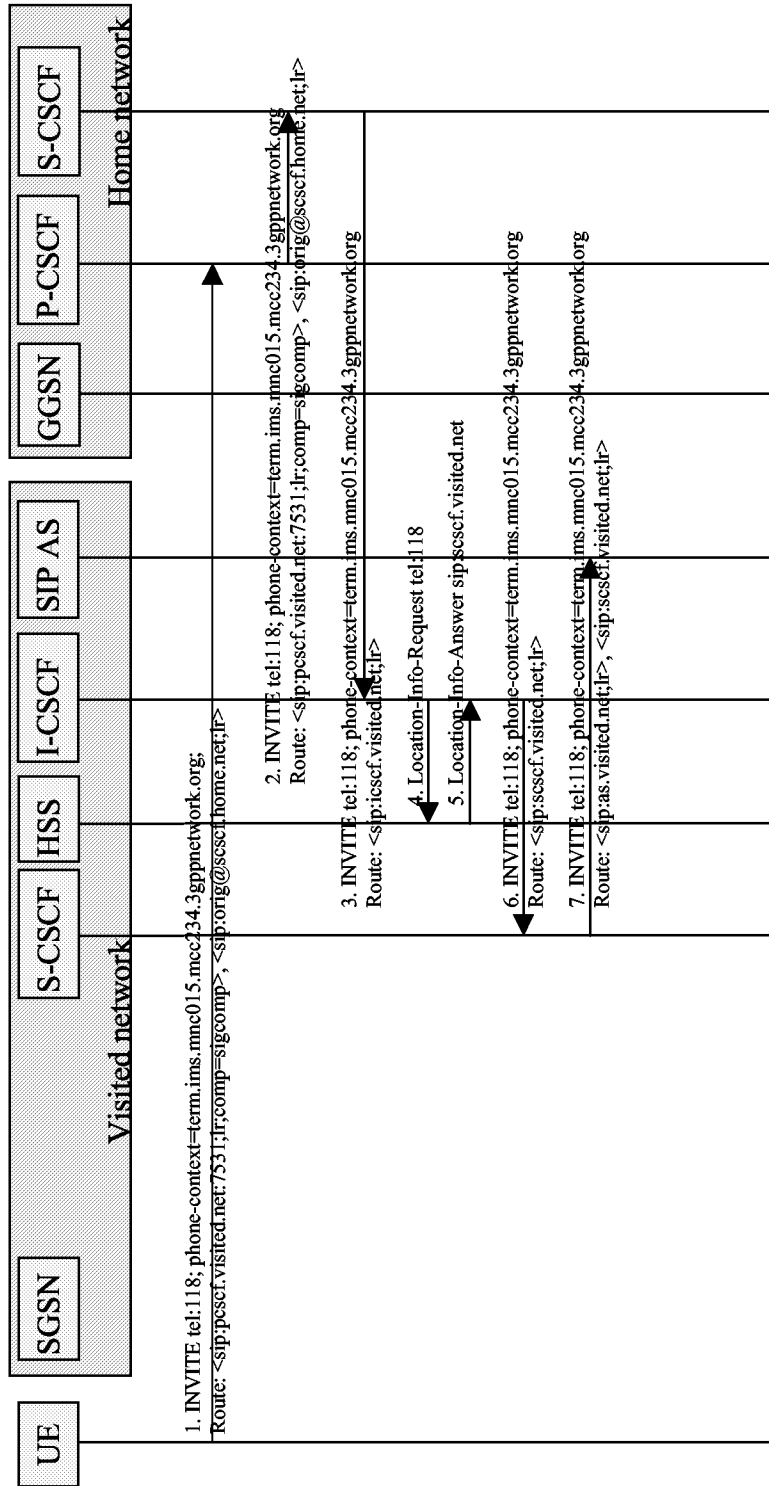 UE
SGSN
S-CSCF
HSS
I-CSCF
SIP AS
GGSN
P-CSCF
S-CSCF
Visited network
Home network
1. INVITE tel:118; phone-context=term.ims.mnc015.mcc234.3gppnetwork.org;
Route: <sip:pcscf.visited.net:7531;lr;comp=sigcomp>, <sip:orig@scscf.home.net;lr>
2. INVITE tel:118; phone-context=term.ims.mnc015.mcc234.3gppnetwork.org
Route: <sip:pcscf.visited.net:7531;lr;comp=sigcomp>, <sip:orig@scscf.home.net;lr>
3. INVITE tel:118; phone-context=term.ims.mnc015.mcc234.3gppnetwork.org
Route: <sip:icscf.visited.net;lr>
4. Location-Info-Request tel:118
5. Location-Info-Answer sip:scscf.visited.net
6. INVITE tel:118; phone-context=term.ims.mnc015.mcc234.3gppnetwork.org
Route: <sip:scscf.visited.net;lr>
7. INVITE tel:118; phone-context=term.ims.mnc015.mcc234.3gppnetwork.org
Route: <sip:as.visited.net;lr>, <sip:scscf.visited.net;lr>